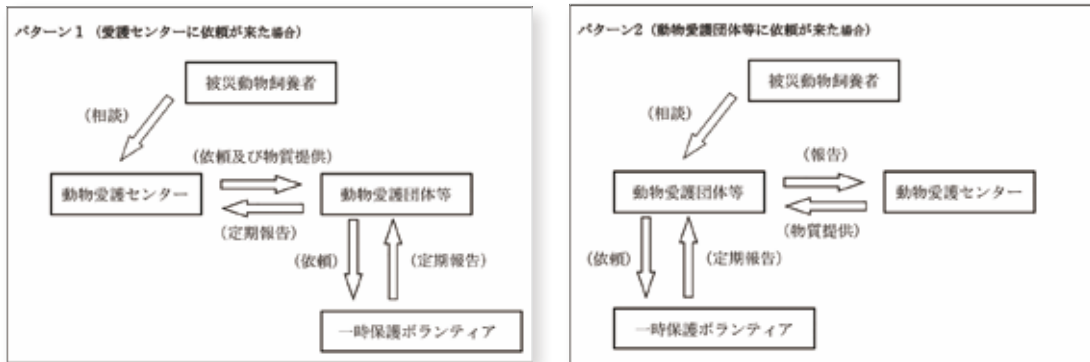 パターン1（愛護センターに依頼が来た場合）
被災動物飼養者
（相談）
（依頼及び物質提供）
動物愛護センター
動物愛護団体等
（定期報告）
（依頼）
（定期報告）
一時保護ボランティア
パターン2（動物愛護団体等に依頼が来た場合）
被災動物飼養者
（相談）
（報告）
動物愛護団体等
動物愛護センター
（物質提供）
（依頼）
（定期報告）
一時保護ボランティア